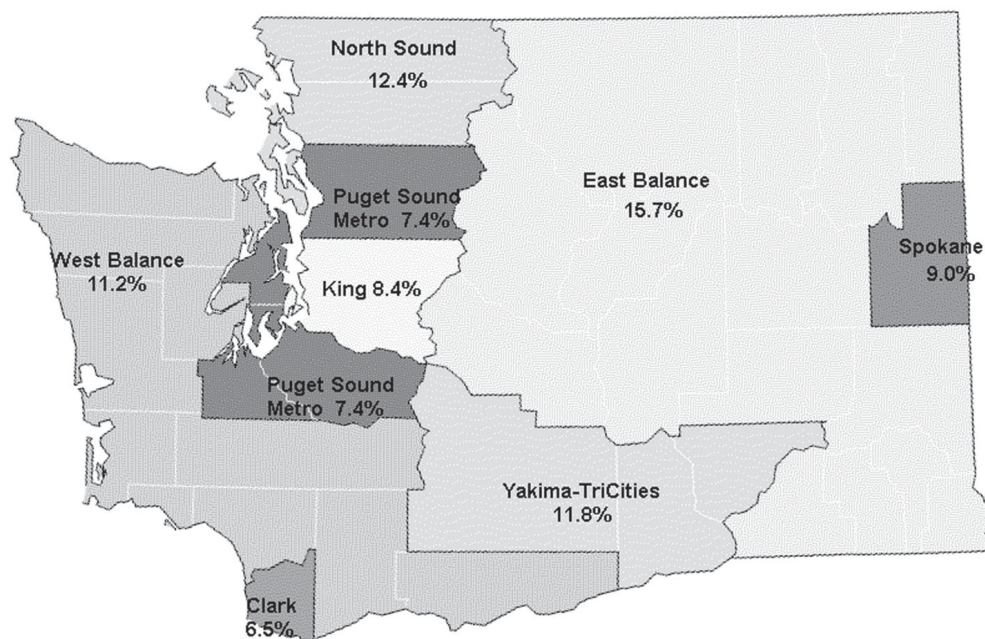 North Sound
12.4%
Puget Sound
Metro 7.4%
East Balance
15.7%
Spokane
9.0%
West Balance
11.2%
King 8.4%
Puget Sound
Metro 7.4%
Yakima-TriCities
11.8%
Clark
6.5%